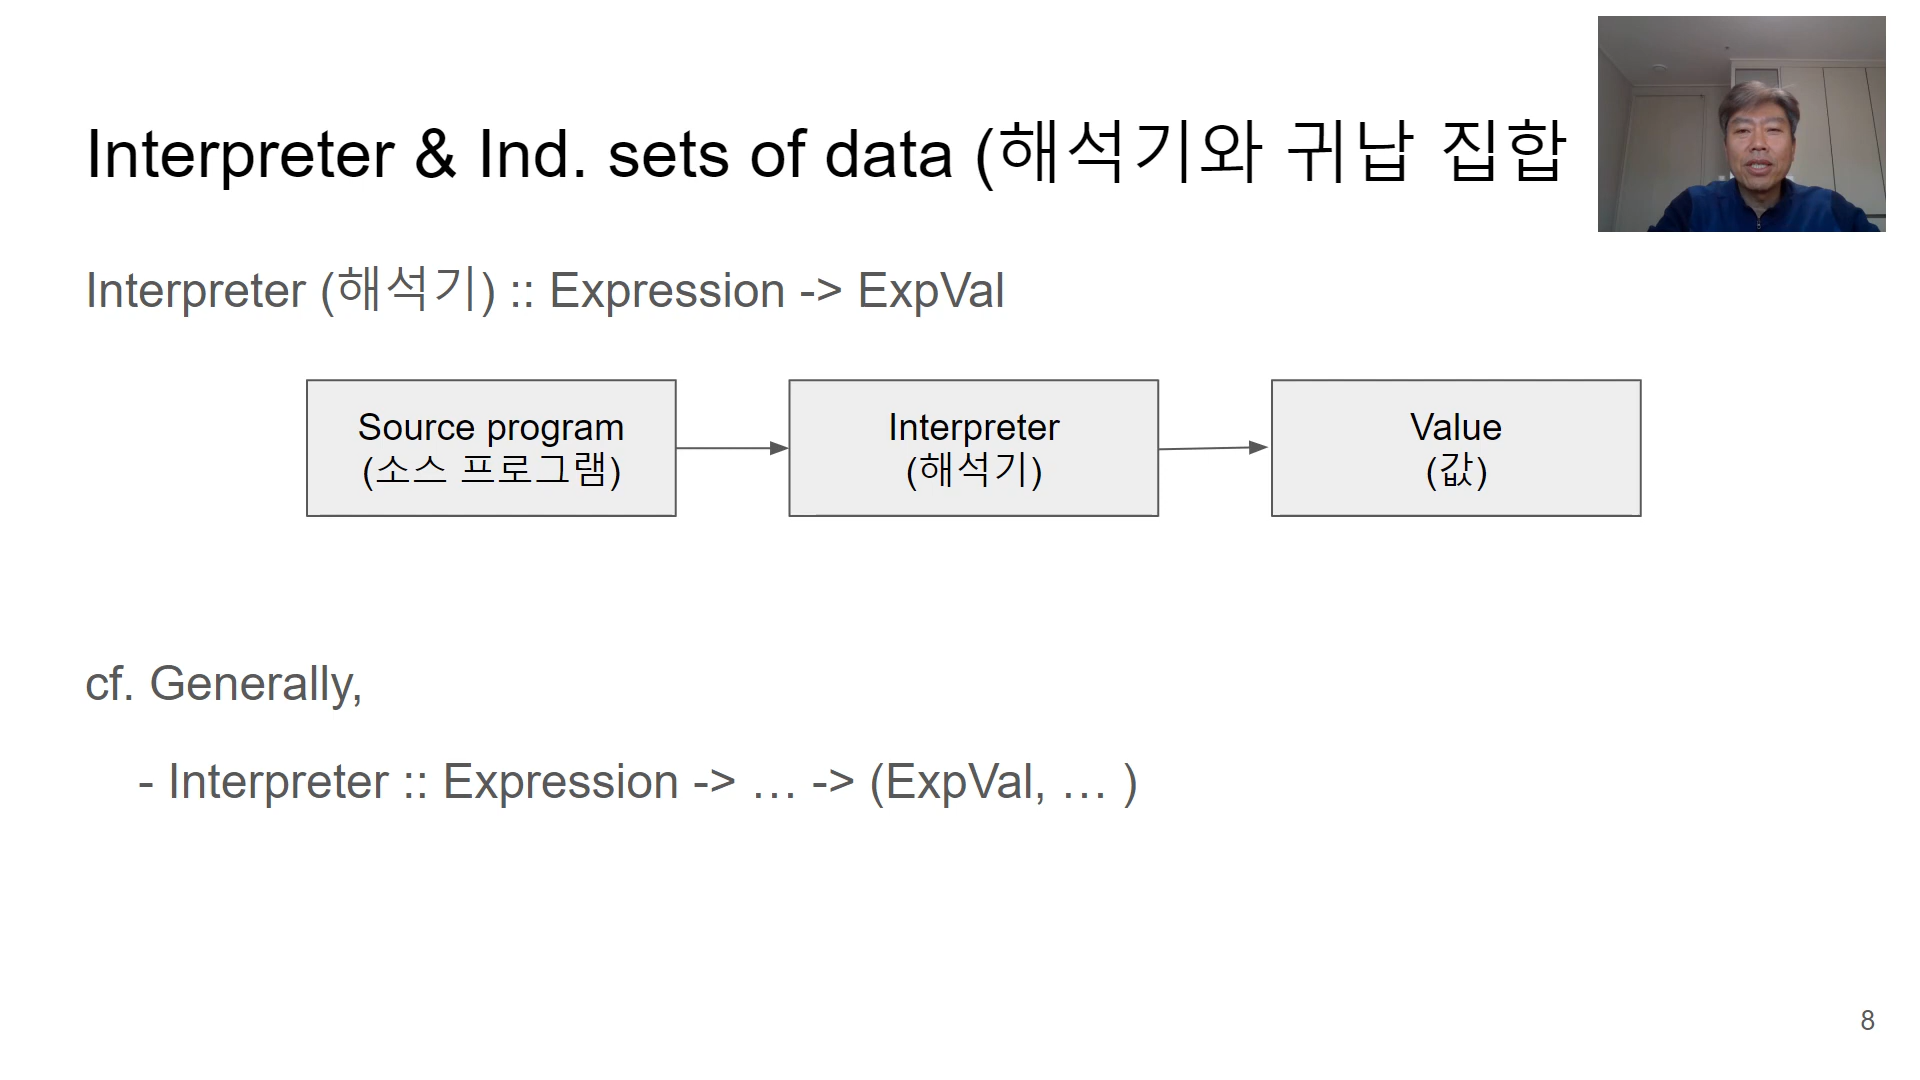 Interpreter & Ind. sets of data (해석기와 귀납 집합
Interpreter (해석기) :: Expression -> ExpVal
Source program
(소스 프로그램)
Interpreter
(해석기)
Value
(값)
cf. Generally,
- Interpreter :: Expression -> … -> (ExpVal, … )
8